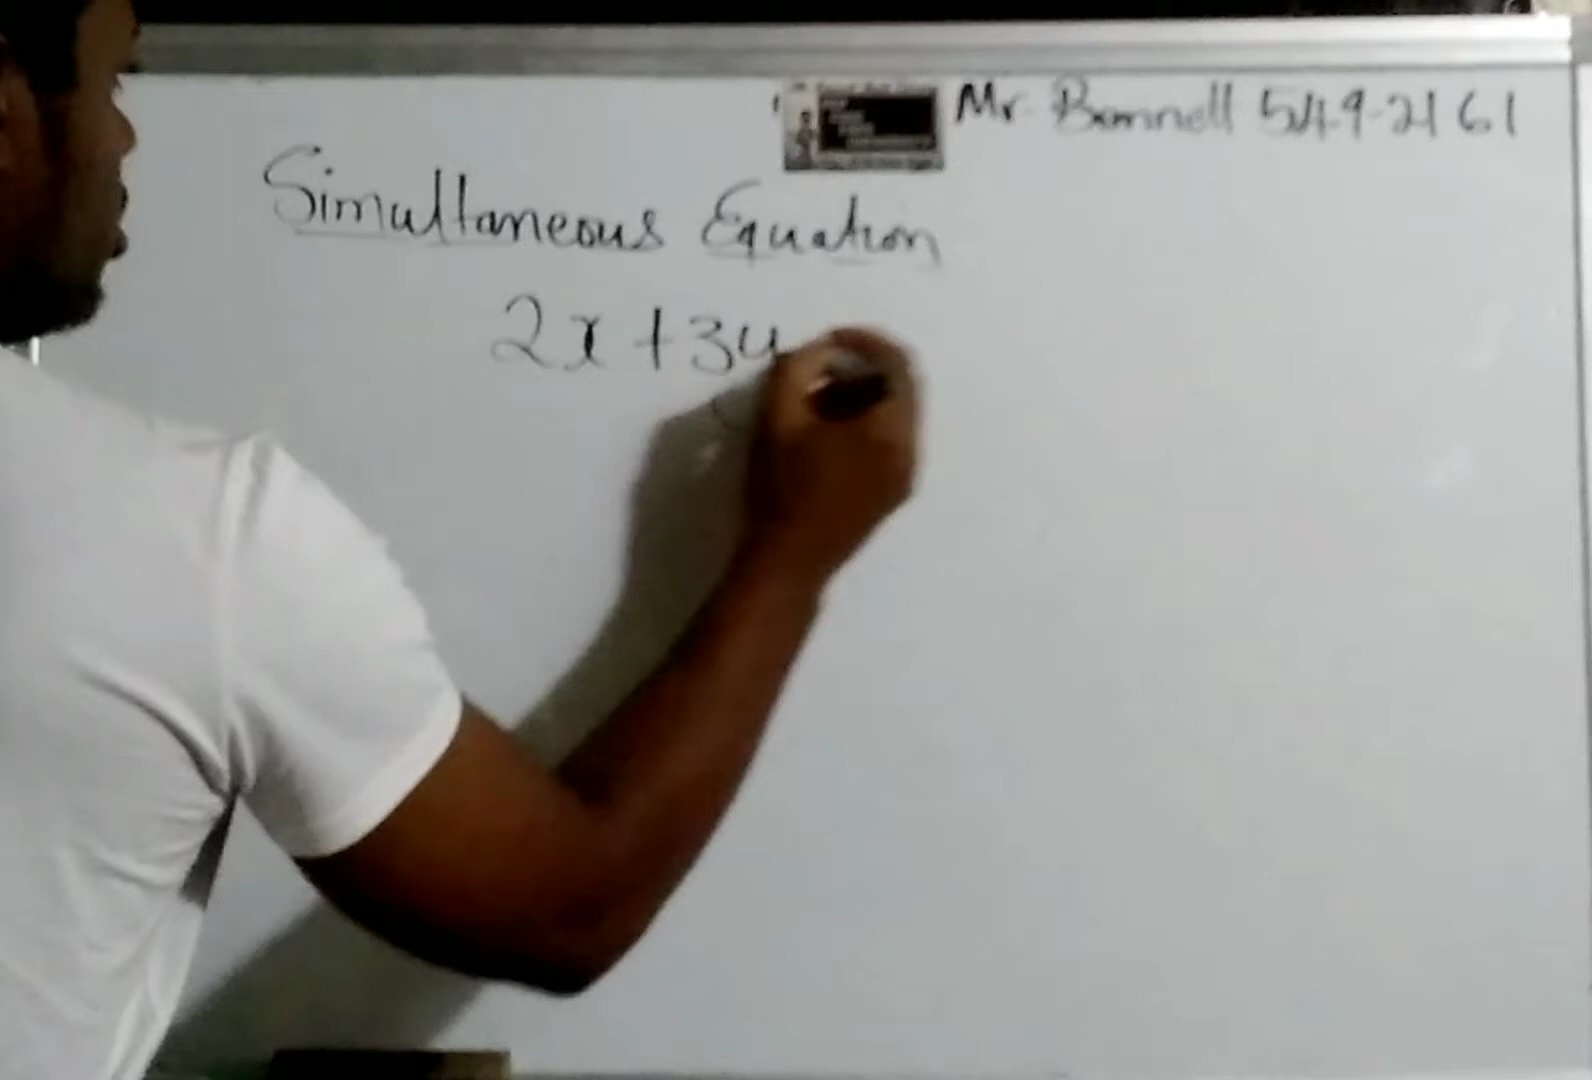 Mr. Bonnell 549-2161
Simultaneous Equation
2x + 3y